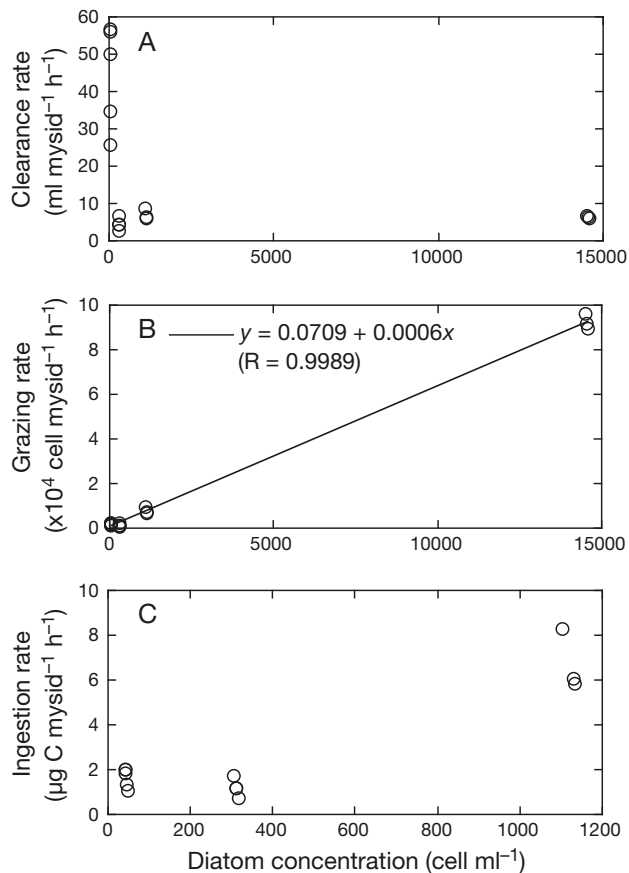 60
50
40
30
20
10
0
A
Clearance rate
(ml mysid⁻¹ h⁻¹)
0
5000
10000
15000
10
8
6
4
2
0
B
y = 0.0709 + 0.0006x
(R = 0.9989)
Grazing rate
(x10⁴ cell mysid⁻¹ h⁻¹)
0
5000
10000
15000
10
8
6
4
2
0
C
Ingestion rate
(µg C mysid⁻¹ h⁻¹)
0
200
400
600
800
1000
1200
Diatom concentration (cell ml⁻¹)